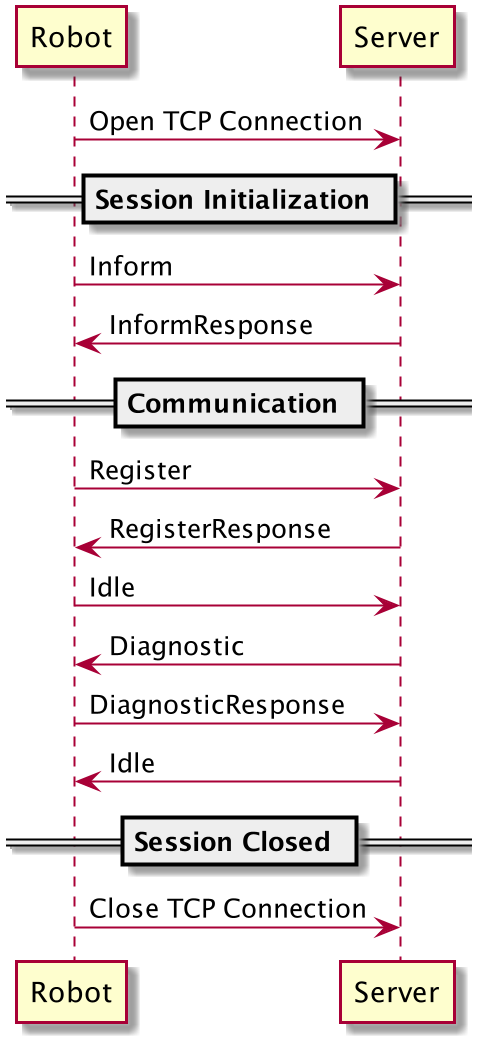 Robot Server
Open TCP Connection
Session Initialization
Inform
InformResponse
Communication
Register
RegisterResponse
Idle
Diagnostic
DiagnosticResponse
Idle
Session Closed
Close TCP Connection
Robot Server